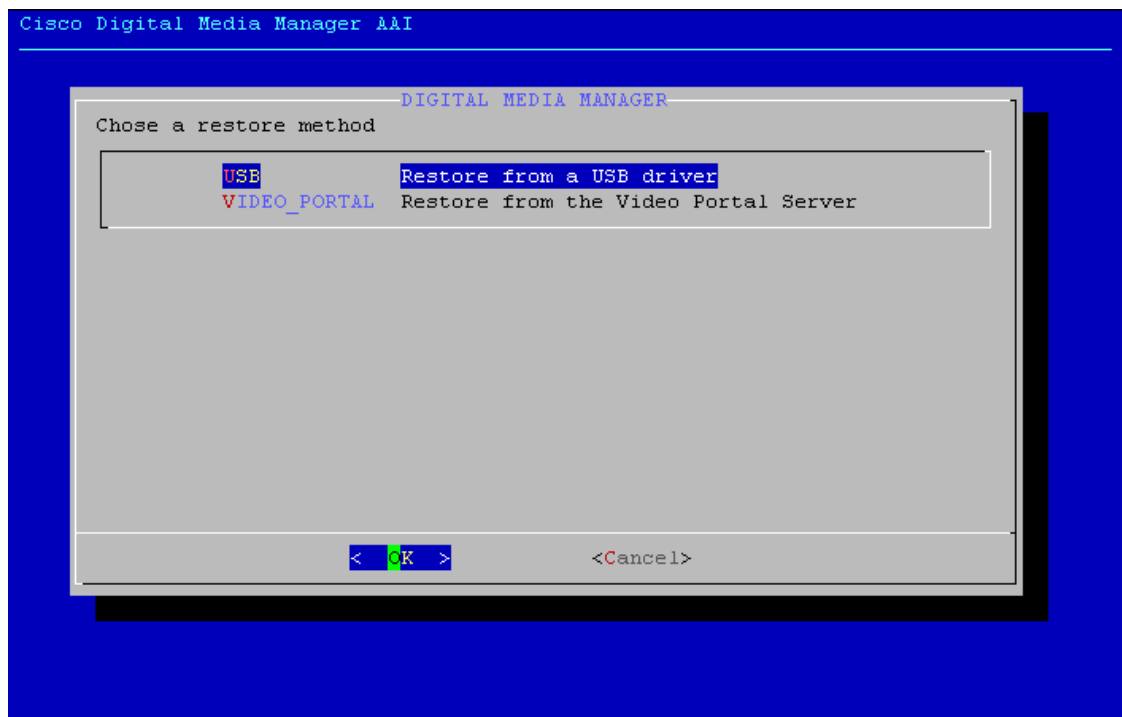 Cisco Digital Media Manager AAI
DIGITAL MEDIA MANAGER
Chose a restore method
USB Restore from a USB driver
VIDEO_PORTAL Restore from the Video Portal Server
< OK > <Cancel>